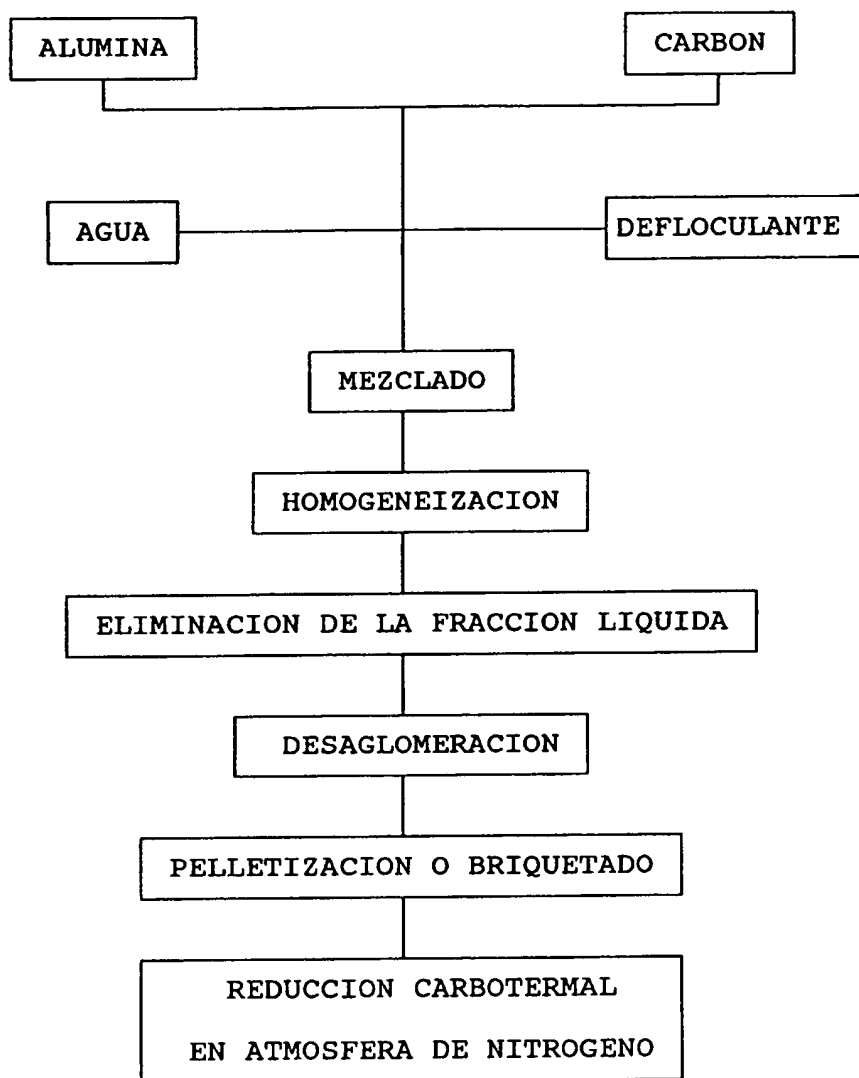 ALUMINA
CARBON
AGUA
DEFLOCULANTE
MEZCLADO
HOMOGENEIZACION
ELIMINACION DE LA FRACCION LIQUIDA
DESAGLOMERACION
PELLETIZACION O BRIQUETADO
REDUCCION CARBOTERMAL
EN ATMOSFERA DE NITROGENO